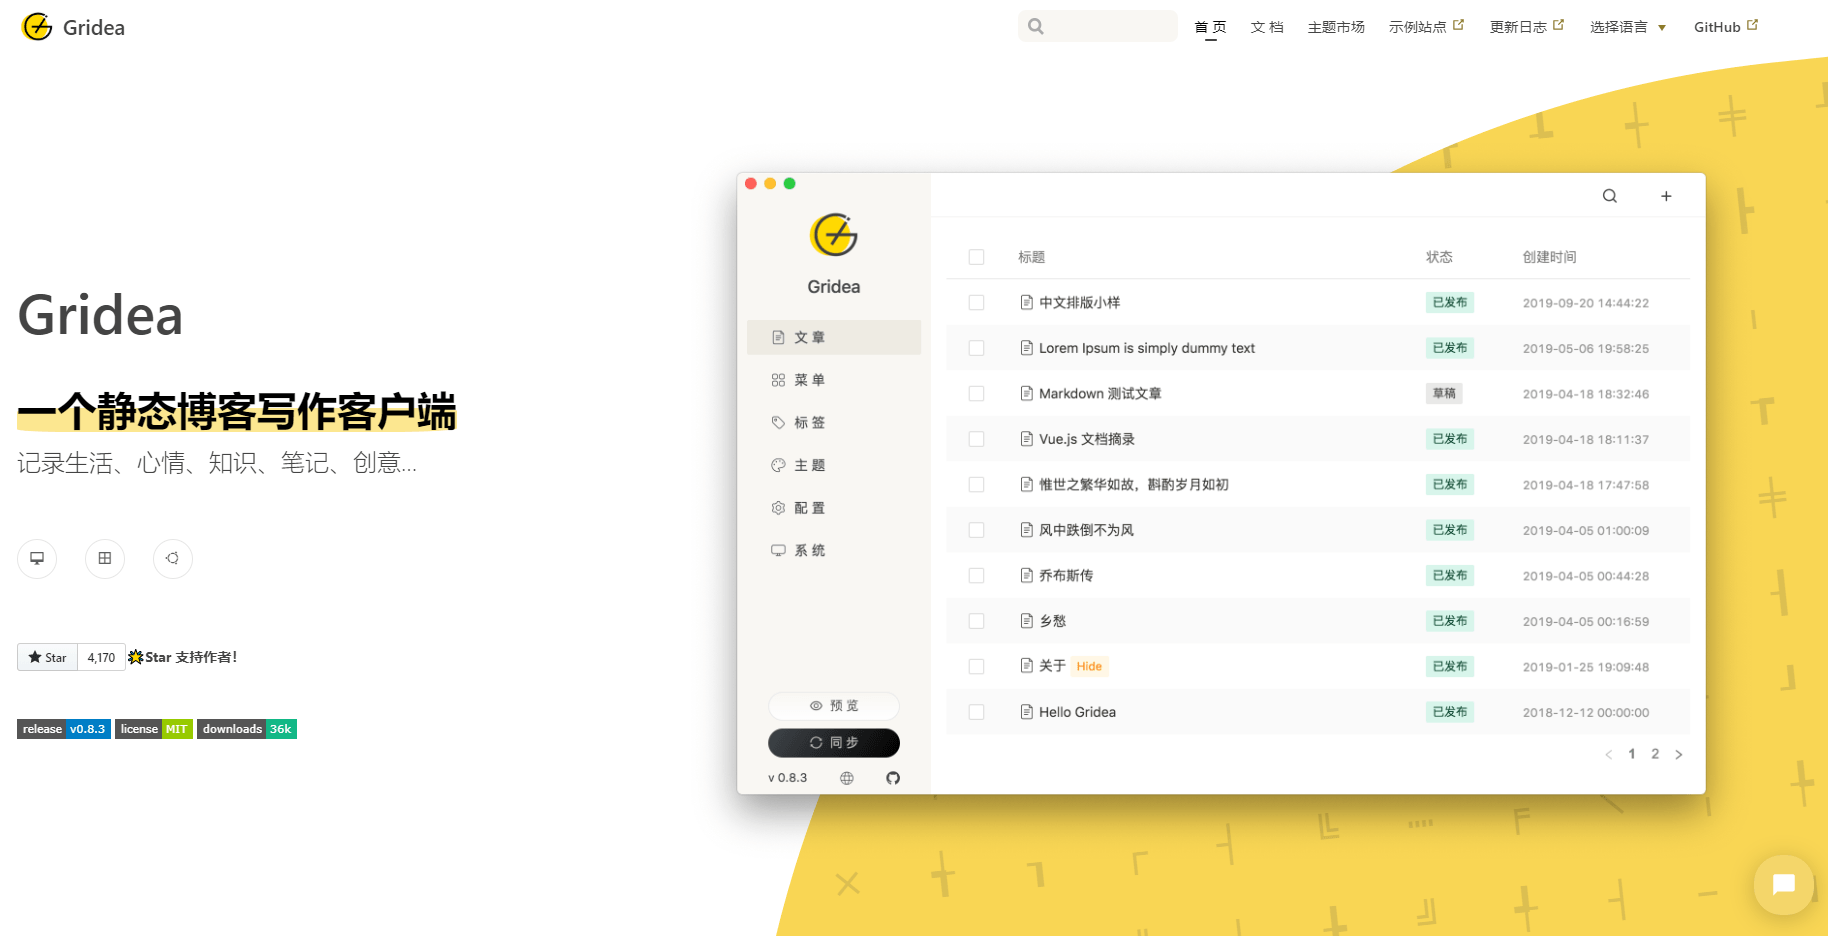 Gridea
首 页 文 档 主题市场 示例站点 更新日志 选择语言 GitHub
Gridea
一个静态博客写作客户端
记录生活、心情、知识、笔记、创意...
Star 4,170 Star 支持作者!
release v0.8.3 license MIT downloads 36k
Gridea
文 章
菜 单
标 签
主 题
配 置
系 统
预 览
同 步
v 0.8.3
标题 状态 创建时间
中文排版小样 已发布 2019-09-20 14:44:22
Lorem Ipsum is simply dummy text 已发布 2019-05-06 19:58:25
Markdown 测试文章 草稿 2019-04-18 18:32:46
Vue.js 文档摘录 已发布 2019-04-18 18:11:37
惟世之繁华如故，斟酌岁月如初 已发布 2019-04-18 17:47:58
风中跌倒不为风 已发布 2019-04-05 01:00:09
乔布斯传 已发布 2019-04-05 00:44:28
乡愁 已发布 2019-04-05 00:16:59
关于 Hide 已发布 2019-01-25 19:09:48
Hello Gridea 已发布 2018-12-12 00:00:00
1 2